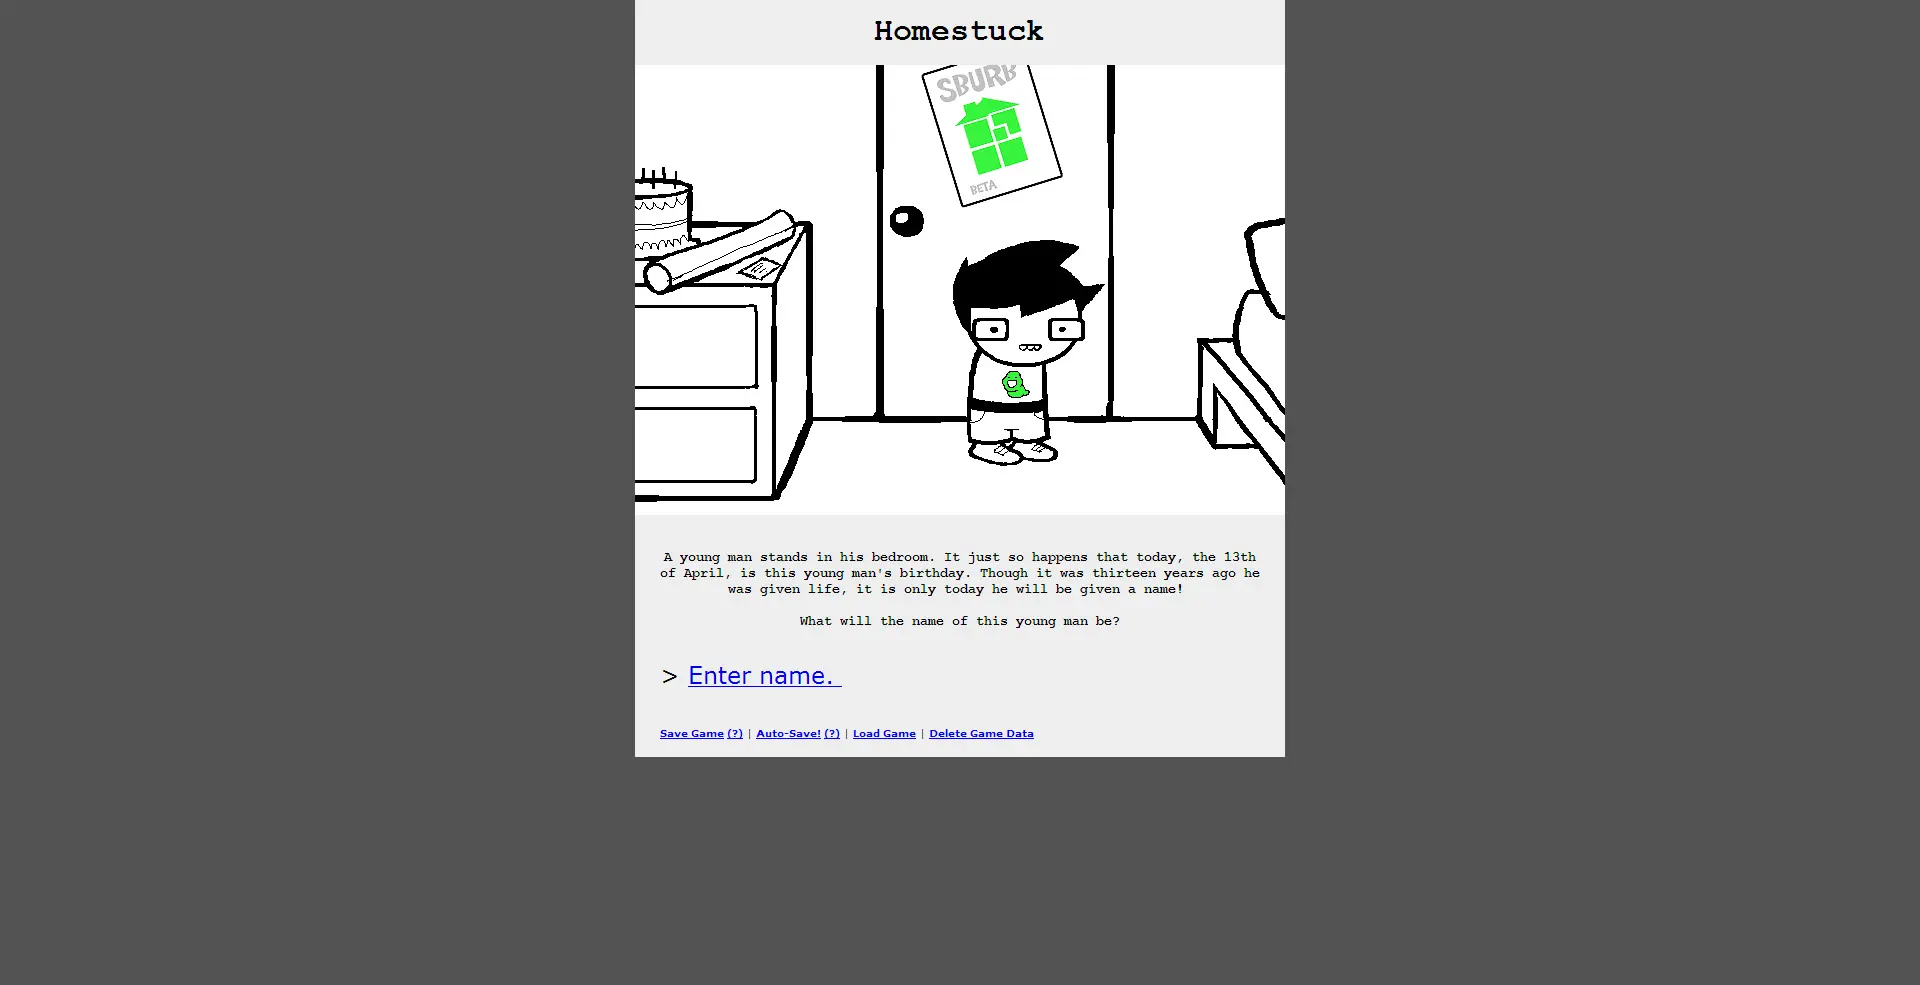 Homestuck
SBURB
BETA
A young man stands in his bedroom. It just so happens that today, the 13th
of April, is this young man's birthday. Though it was thirteen years ago he
was given life, it is only today he will be given a name!
What will the name of this young man be?
> Enter name.
Save Game (?) | Auto-Save! (?) | Load Game | Delete Game Data